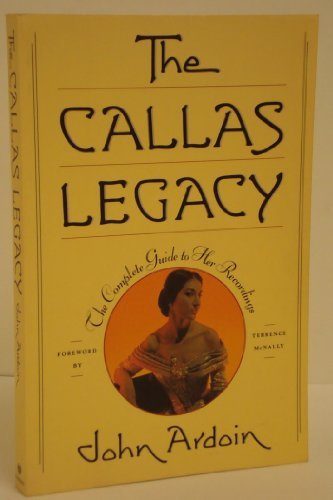 The
CALLAS
LEGACY
The Complete Guide to Her Recordings
FOREWORD
BY
TERRENCE
McNALLY
John Ardoin
The CALLAS LEGACY John Ardoin